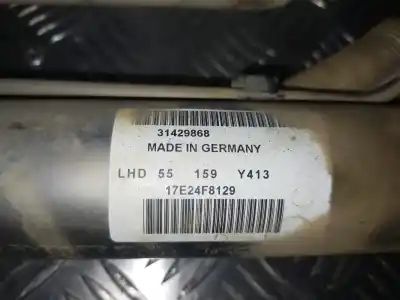 31429868
MADE IN GERMANY
LHD 55 159 Y413
17E24F8129